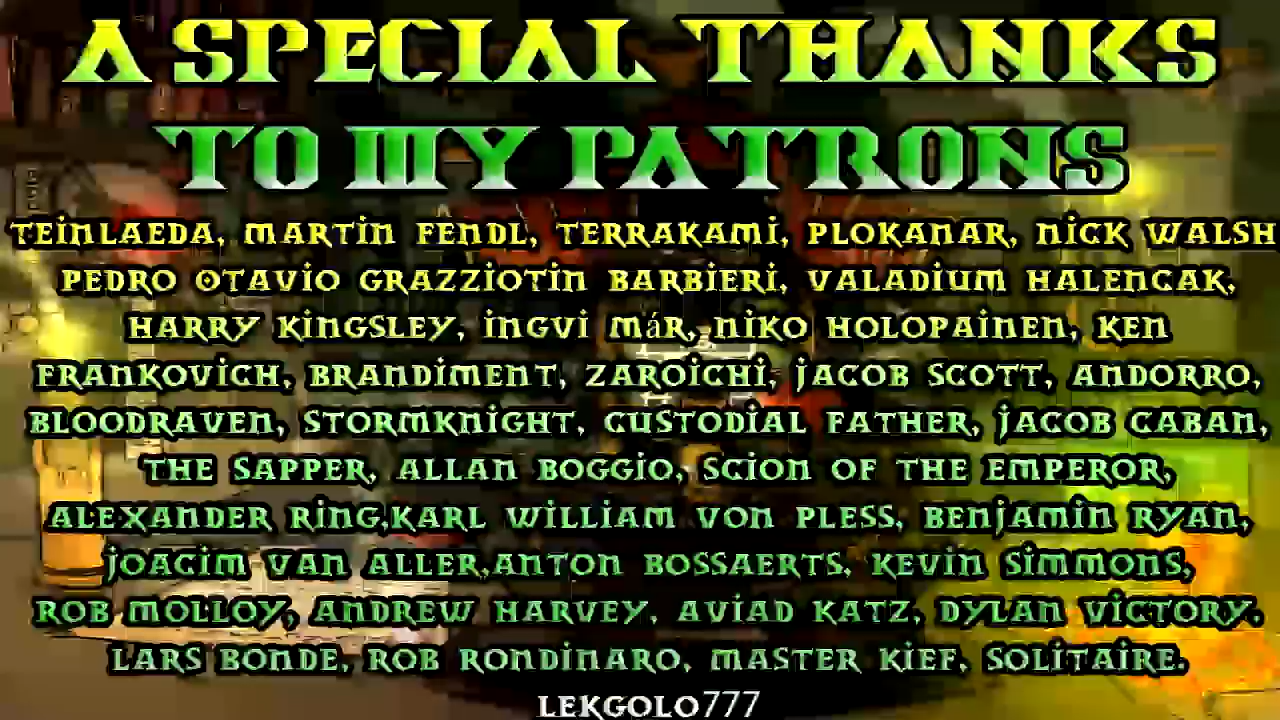 A SPECIAL THANKS
TO MY PATRONS
TEINLAEDA, MARTIN FENDL, TERRAKAMI, PLOKANAR, NICK WALSH
PEDRO OTAVIO GRAZZIOTIN BARBIERI, VALADIUM HALENCAK,
HARRY KINGSLEY, INGVI MáR, NIKO HOLOPAINEN, KEN
FRANKOVICH, BRANDIMENT, ZAROICHI, JACOB SCOTT, ANDORRO,
BLOODRAVEN, STORMKNIGHT, CUSTODIAL FATHER, JACOB CABAN,
THE SAPPER, ALLAN BOGGIO, SCION OF THE EMPEROR,
ALEXANDER RING,KARL WILLIAM VON PLESS, BENJAMIN RYAN,
JOACIM VAN ALLER,ANTON BOSSAERTS, KEVIN SIMMONS,
ROB MOLLOY, ANDREW HARVEY, AVIAD KATZ, DYLAN VICTORY,
LARS BONDE, ROB RONDINARO, MASTER KIEF, SOLITAIRE.
LEKGOLO777